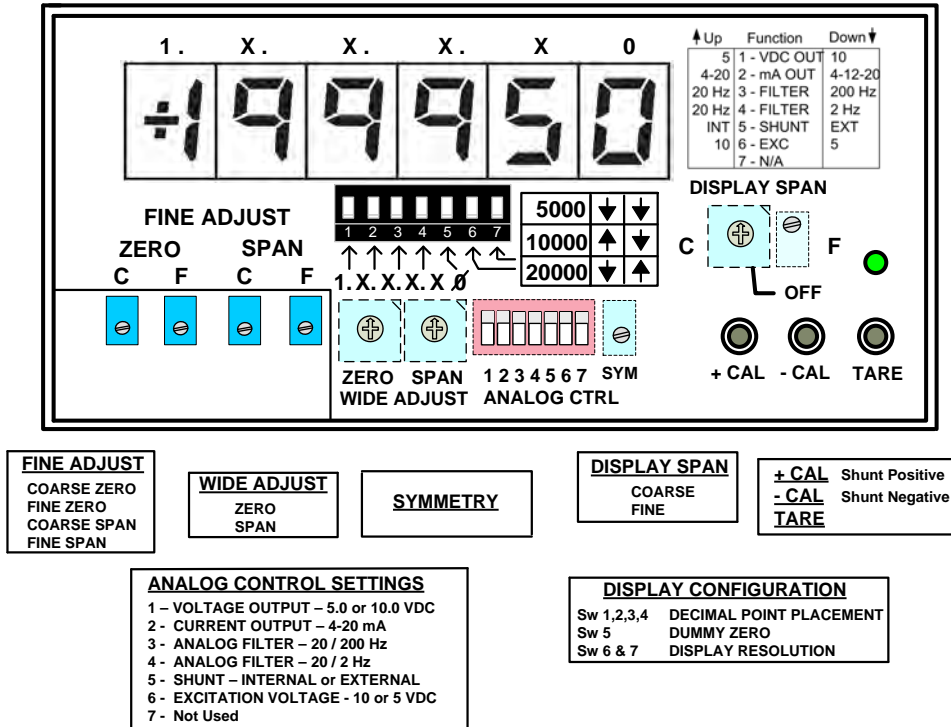 1. X. X. X. X 0
÷1 9 9 9 5 0
Up Function Down
5 1 - VDC OUT 10
4-20 2 - mA OUT 4-12-20
20 Hz 3 - FILTER 200 Hz
20 Hz 4 - FILTER 2 Hz
INT 5 - SHUNT EXT
10 6 - EXC 5
7 - N/A
DISPLAY SPAN
C F
OFF
FINE ADJUST
ZERO SPAN
C F C F
1 2 3 4 5 6 7
5000
10000
20000
1. X. X. X. X 0
ZERO SPAN
WIDE ADJUST
1 2 3 4 5 6 7
ANALOG CTRL
SYM
+ CAL - CAL TARE
FINE ADJUST
COARSE ZERO
FINE ZERO
COARSE SPAN
FINE SPAN
WIDE ADJUST
ZERO
SPAN
SYMMETRY
DISPLAY SPAN
COARSE
FINE
+ CAL Shunt Positive
- CAL Shunt Negative
TARE
ANALOG CONTROL SETTINGS
1 – VOLTAGE OUTPUT – 5.0 or 10.0 VDC
2 - CURRENT OUTPUT – 4-20 mA
3 - ANALOG FILTER – 20 / 200 Hz
4 - ANALOG FILTER – 20 / 2 Hz
5 - SHUNT – INTERNAL or EXTERNAL
6 - EXCITATION VOLTAGE - 10 or 5 VDC
7 - Not Used
DISPLAY CONFIGURATION
Sw 1,2,3,4 DECIMAL POINT PLACEMENT
Sw 5 DUMMY ZERO
Sw 6 & 7 DISPLAY RESOLUTION